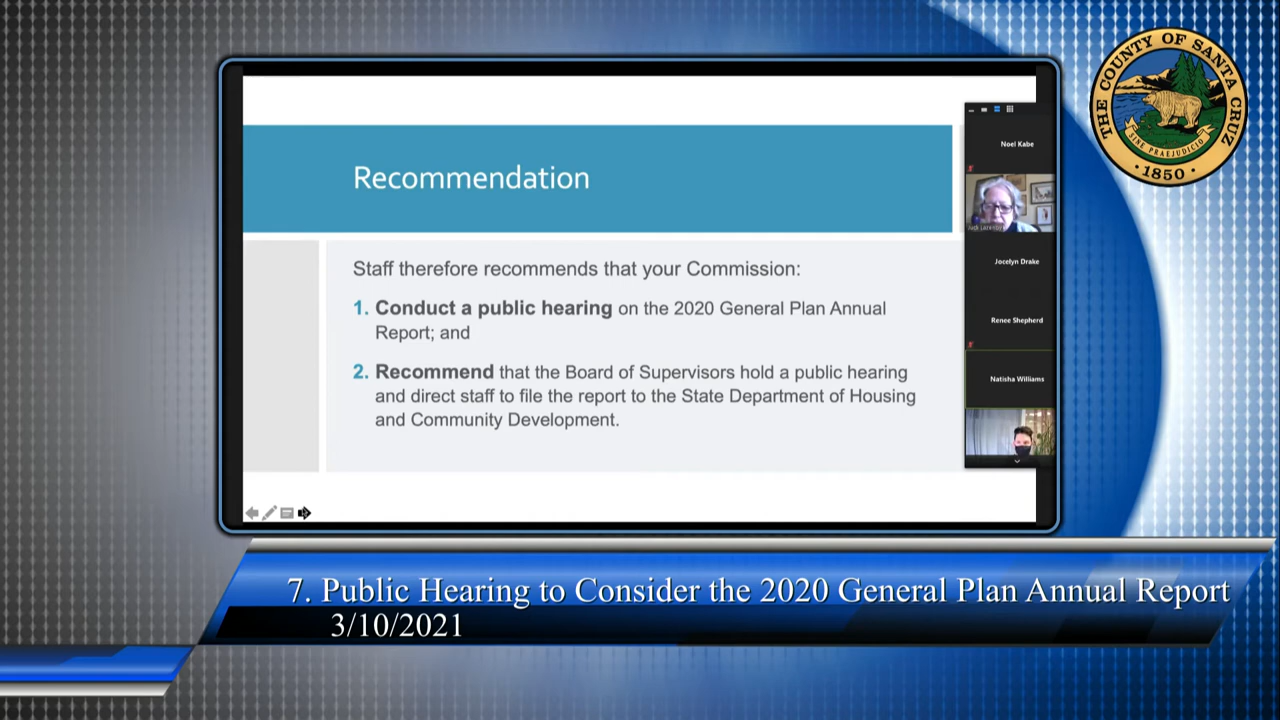 THE COUNTY OF SANTA CRUZ
SINE PRAEJUDICIO
• 1850 •
Recommendation
Staff therefore recommends that your Commission:
1. Conduct a public hearing on the 2020 General Plan Annual
Report; and
2. Recommend that the Board of Supervisors hold a public hearing
and direct staff to file the report to the State Department of Housing
and Community Development.
Noel Kabe
Jocelyn Drake
Renee Shepherd
Natisha Williams
7. Public Hearing to Consider the 2020 General Plan Annual Report
3/10/2021